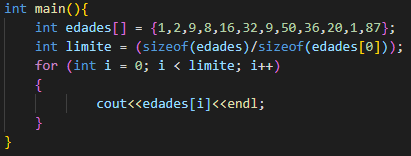 int main(){
    int edades[] = {1,2,9,8,16,32,9,50,36,20,1,87};
    int limite = (sizeof(edades)/sizeof(edades[0]));
    for (int i = 0; i < limite; i++)
    {
            cout<<edades[i]<<endl;
    }
}